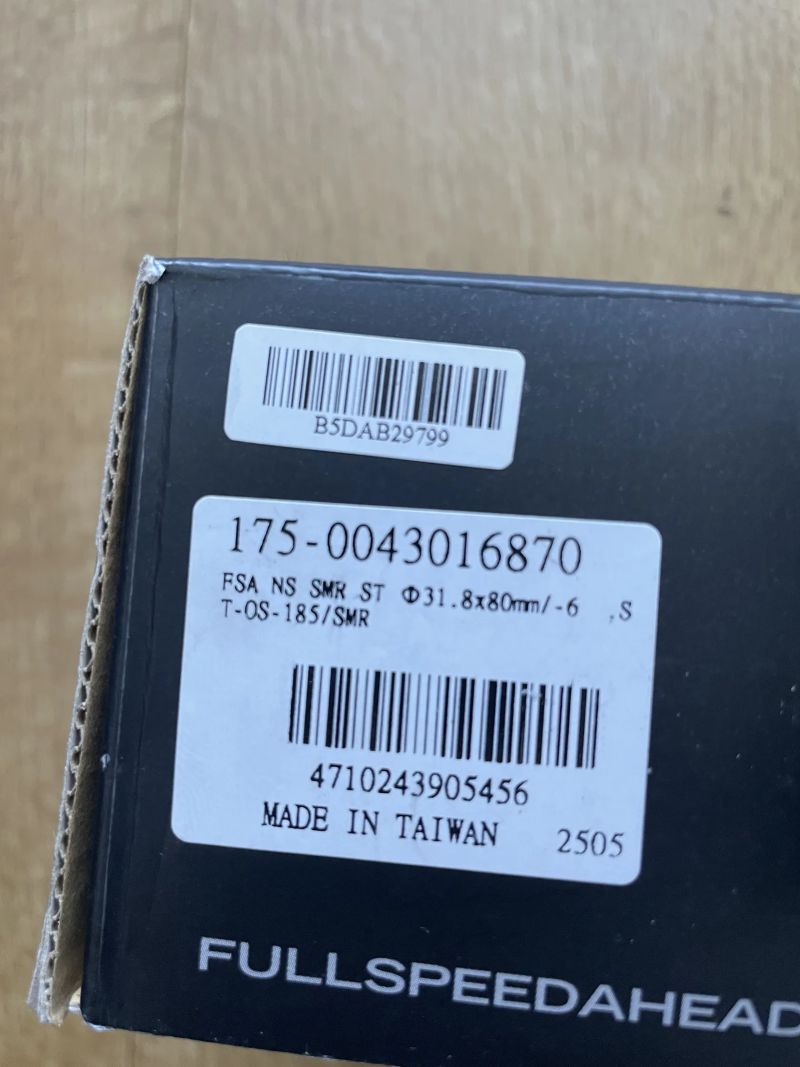 B5DAB29799
175-0043016870
FSA NS SMR ST Φ31.8x80mm/-6 ,S
T-OS-185/SMR
4710243905456
MADE IN TAIWAN 2505
FULLSPEEDAHEAD